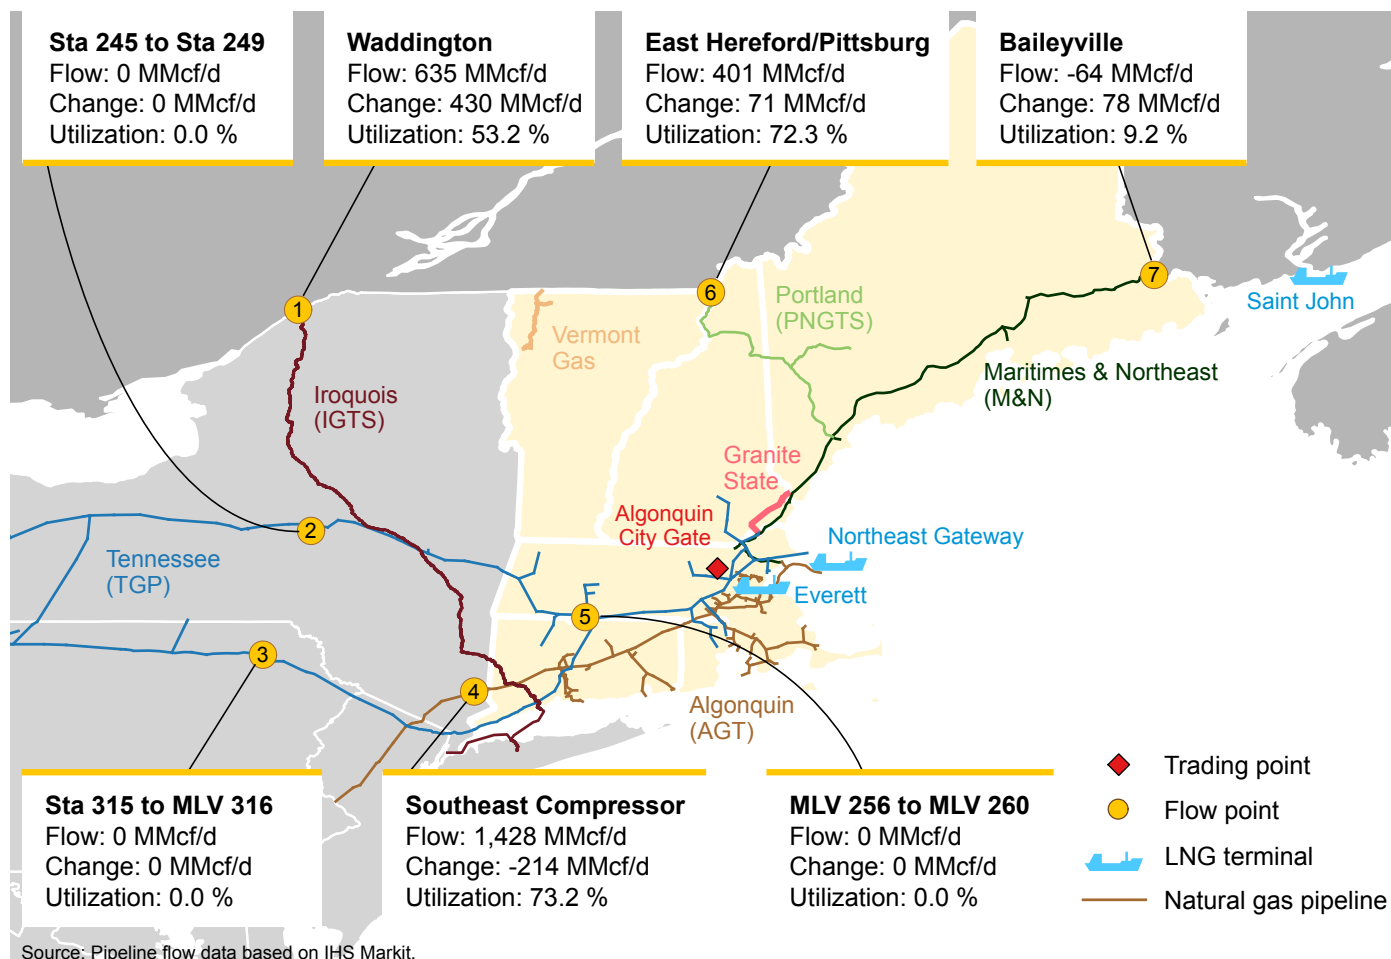 Sta 245 to Sta 249
Flow: 0 MMcf/d
Change: 0 MMcf/d
Utilization: 0.0 %
Waddington
Flow: 635 MMcf/d
Change: 430 MMcf/d
Utilization: 53.2 %
East Hereford/Pittsburg
Flow: 401 MMcf/d
Change: 71 MMcf/d
Utilization: 72.3 %
Baileyville
Flow: -64 MMcf/d
Change: 78 MMcf/d
Utilization: 9.2 %
1
6
7
Portland
(PNGTS)
Saint John
Vermont
Gas
Maritimes & Northeast
(M&N)
Iroquois
(IGTS)
Granite
State
Algonquin
City Gate
2
Northeast Gateway
Tennessee
(TGP)
Everett
5
3
4
Algonquin
(AGT)
Sta 315 to MLV 316
Flow: 0 MMcf/d
Change: 0 MMcf/d
Utilization: 0.0 %
Southeast Compressor
Flow: 1,428 MMcf/d
Change: -214 MMcf/d
Utilization: 73.2 %
MLV 256 to MLV 260
Flow: 0 MMcf/d
Change: 0 MMcf/d
Utilization: 0.0 %
Trading point
Flow point
LNG terminal
Natural gas pipeline
Source: Pipeline flow data based on IHS Markit.